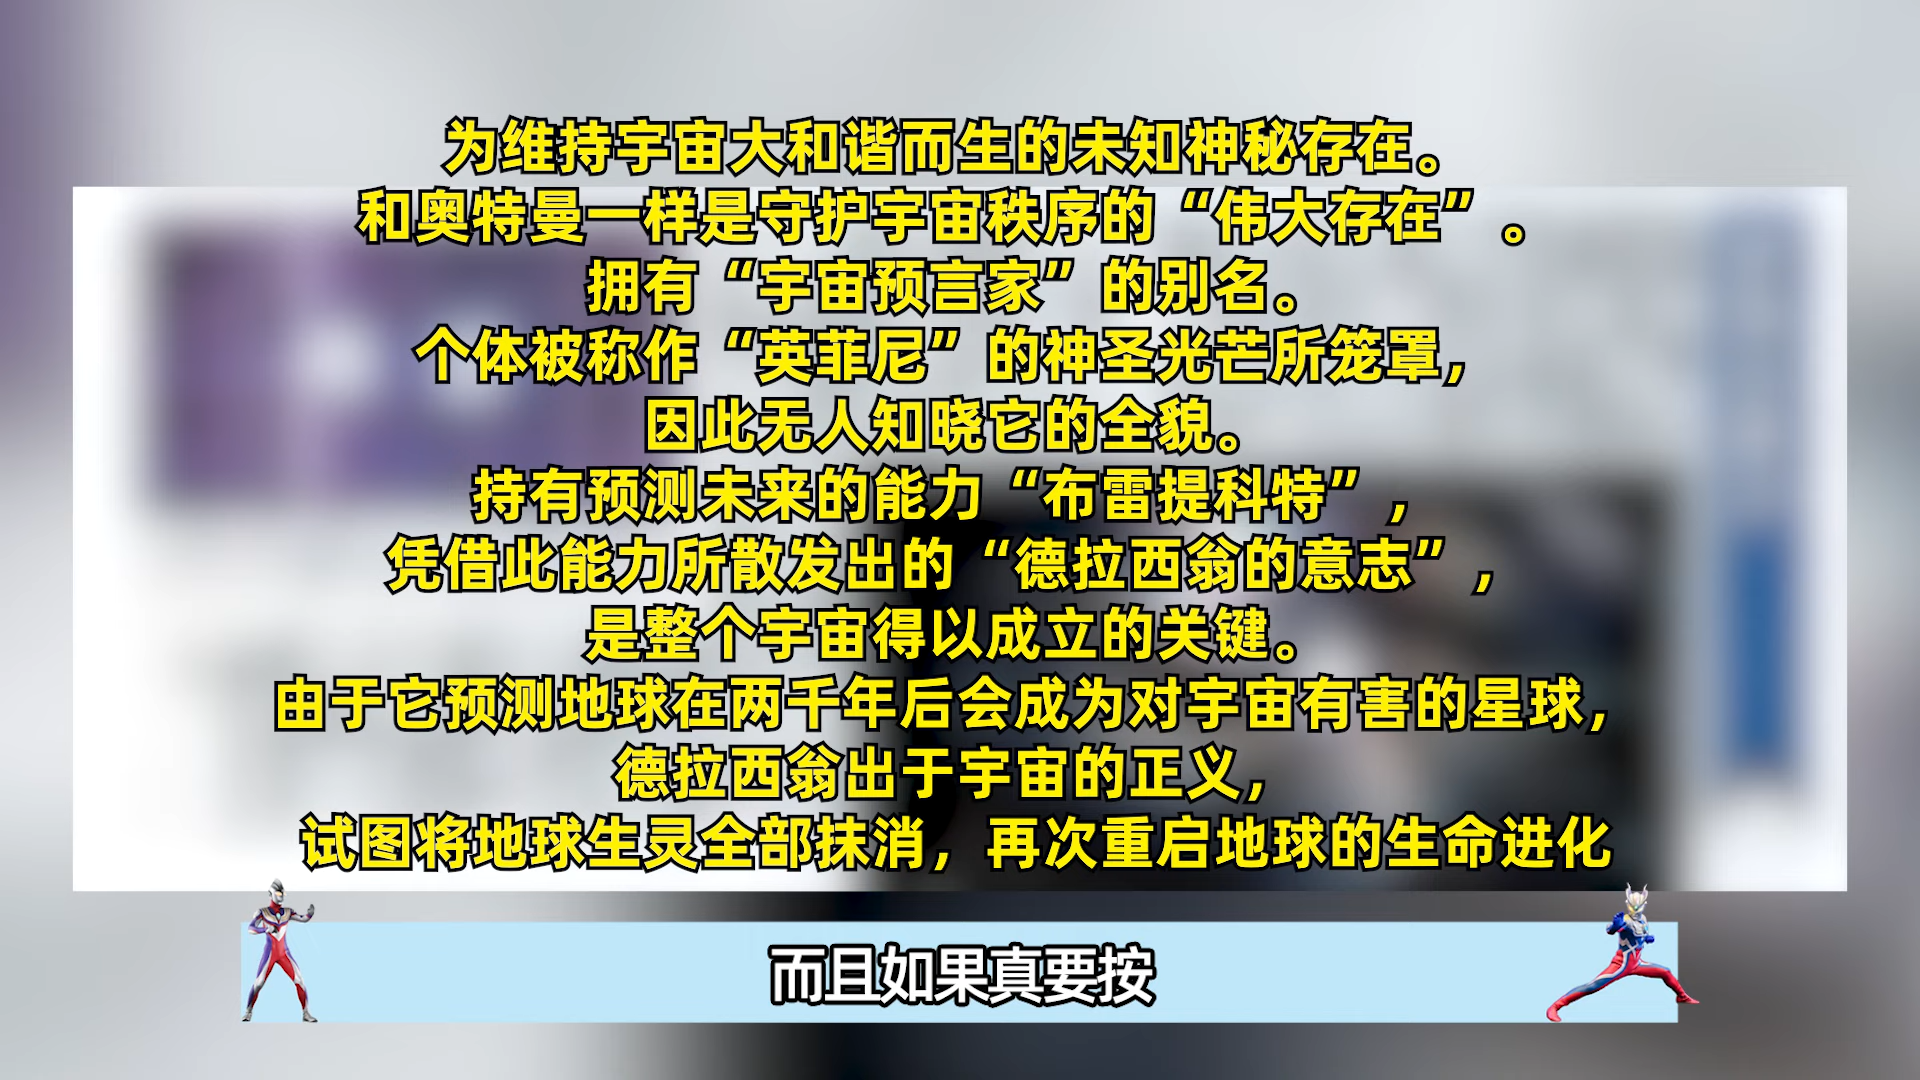 为维持宇宙大和谐而生的未知神秘存在。
和奥特曼一样是守护宇宙秩序的“伟大存在”。
拥有“宇宙预言家”的别名。
个体被称作“英菲尼”的神圣光芒所笼罩，
因此无人知晓它的全貌。
持有预测未来的能力“布雷提科特”，
凭借此能力所散发出的“德拉西翁的意志”，
是整个宇宙得以成立的关键。
由于它预测地球在两千年后会成为对宇宙有害的星球，
德拉西翁出于宇宙的正义，
试图将地球生灵全部抹消，再次重启地球的生命进化
而且如果真要按